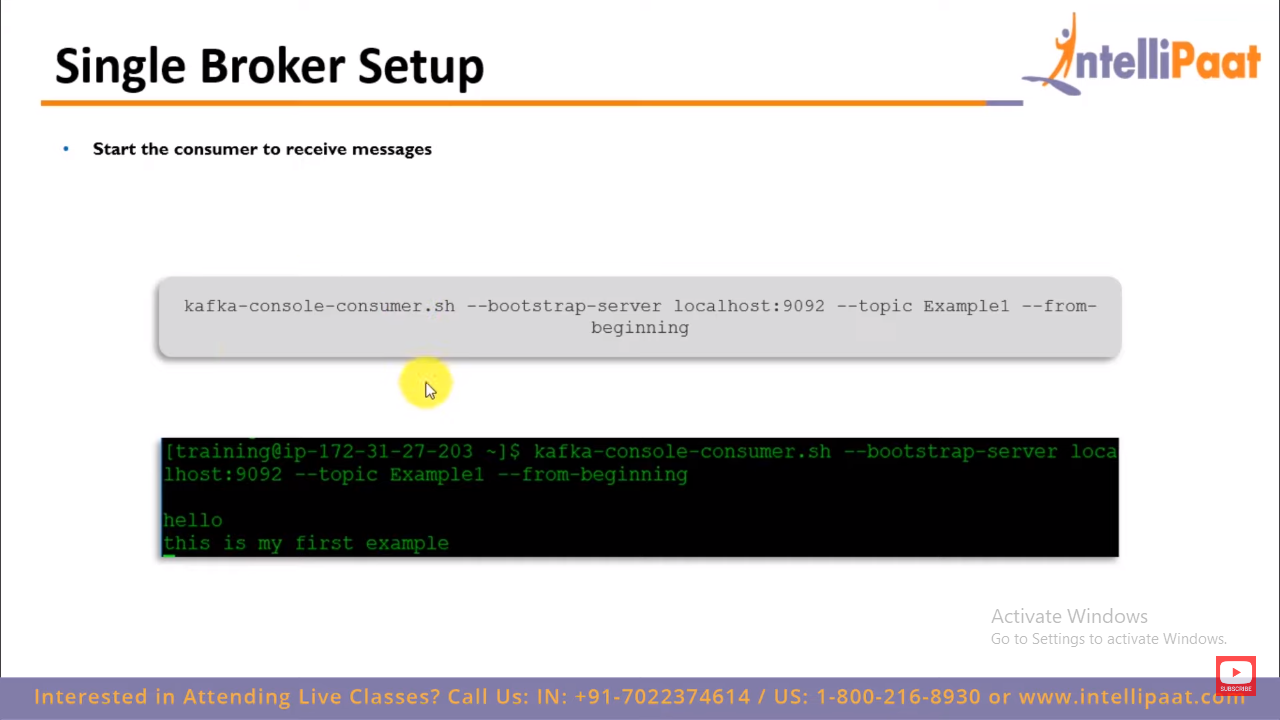 Single Broker Setup
IntelliPaat
• Start the consumer to receive messages
kafka-console-consumer.sh --bootstrap-server localhost:9092 --topic Example1 --from-
beginning
[training@ip-172-31-27-203 ~]$ kafka-console-consumer.sh --bootstrap-server loca
lhost:9092 --topic Example1 --from-beginning
hello
this is my first example
Activate Windows
Go to Settings to activate Windows.
SUBSCRIBE
Interested in Attending Live Classes? Call Us: IN: +91-7022374614 / US: 1-800-216-8930 or www.intellipaat.com